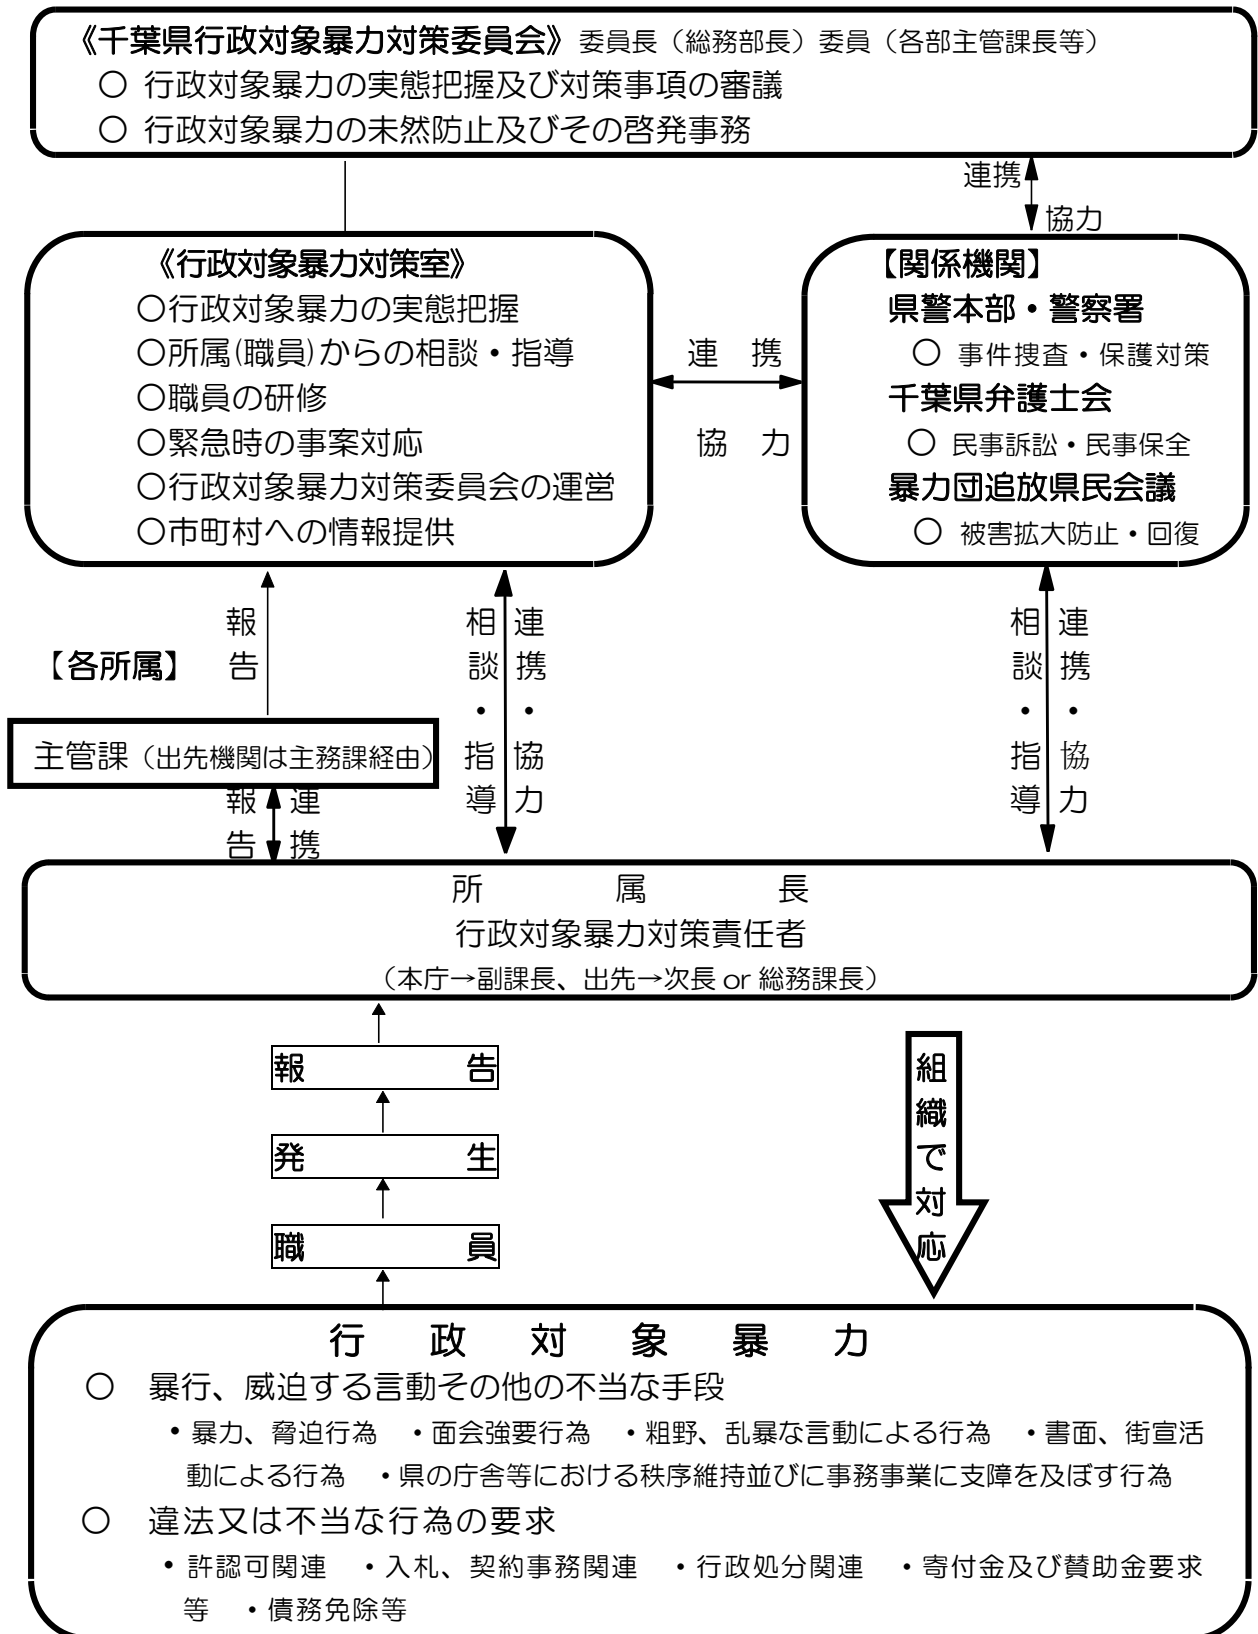 《千葉県行政対象暴力対策委員会》委員長（総務部長）委員（各部主管課長等）
〇 行政対象暴力の実態把握及び対策事項の審議
〇 行政対象暴力の未然防止及びその啓発事務
連携
協力
《行政対象暴力対策室》
〇行政対象暴力の実態把握
〇所属(職員)からの相談・指導
〇職員の研修
〇緊急時の事案対応
〇行政対象暴力対策委員会の運営
〇市町村への情報提供
連　携
協　力
【関係機関】
県警本部・警察署
〇 事件捜査・保護対策
千葉県弁護士会
〇 民事訴訟・民事保全
暴力団追放県民会議
〇 被害拡大防止・回復
報告
【各所属】
相談・指導
連携・協力
相談・指導
連携・協力
主管課（出先機関は主務課経由）
報告
連携
所　属　長
行政対象暴力対策責任者
（本庁→副課長、出先→次長 or 総務課長）
報　告
発　生
職　員
組織で対応
行　政　対　象　暴　力
〇　暴行、威迫する言動その他の不当な手段
・暴力、脅迫行為　・面会強要行為　・粗野、乱暴な言動による行為　・書面、街宣活
動による行為　・県の庁舎等における秩序維持並びに事務事業に支障を及ぼす行為
〇　違法又は不当な行為の要求
・許認可関連　・入札、契約事務関連　・行政処分関連　・寄付金及び賛助金要求
等　・債務免除等